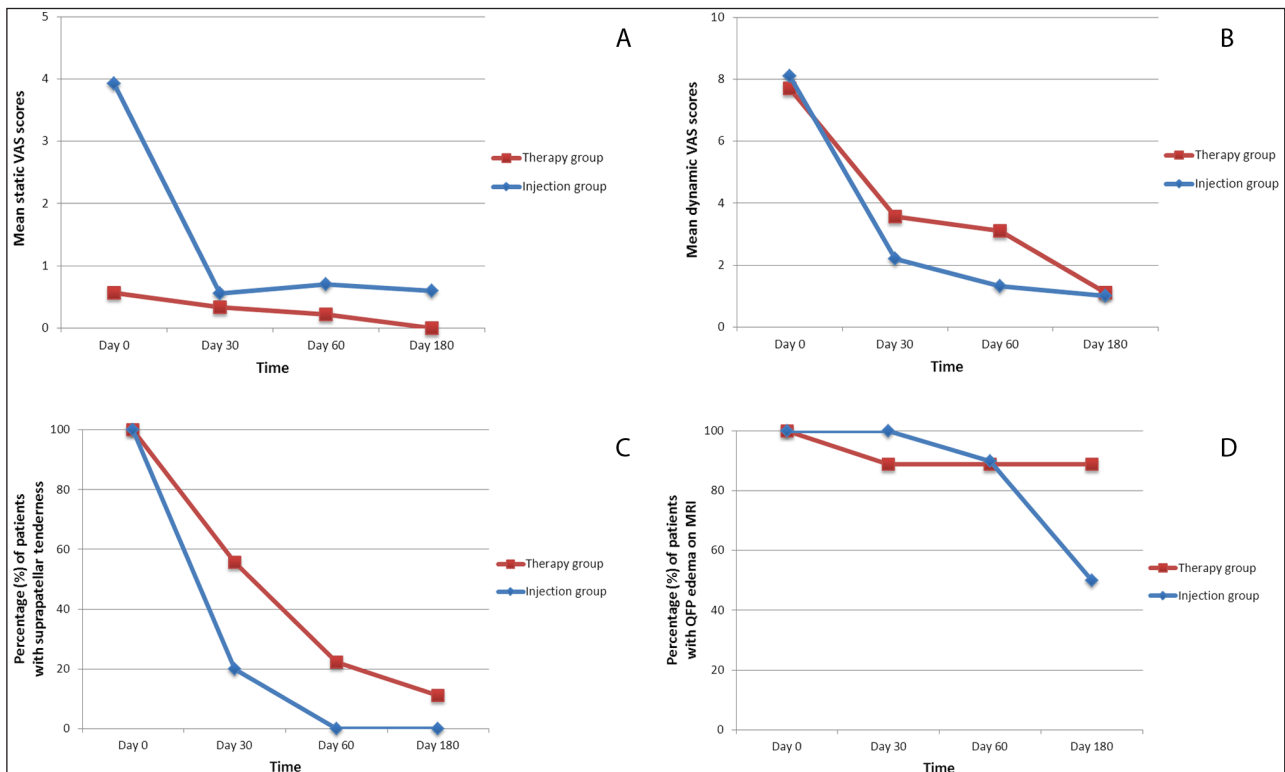 A
Mean static VAS scores
5
4
3
2
1
0
Day 0 Day 30 Day 60 Day 180
Time
Therapy group
Injection group
B
Mean dynamic VAS scores
10
8
6
4
2
0
Day 0 Day 30 Day 60 Day 180
Time
Therapy group
Injection group
C
Percentage (%) of patients
with suprapatellar tenderness
100
80
60
40
20
0
Day 0 Day 30 Day 60 Day 180
Time
Therapy group
Injection group
D
Percentage (%) of patients
with QFP edema on MRI
100
80
60
40
20
0
Day 0 Day 30 Day 60 Day 180
Time
Therapy group
Injection group